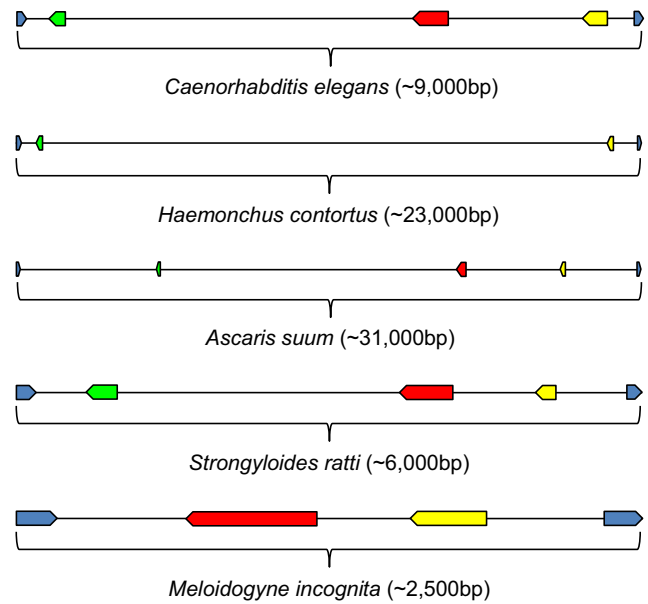 Caenorhabditis elegans (~9,000bp)
Haemonchus contortus (~23,000bp)
Ascaris suum (~31,000bp)
Strongyloides ratti (~6,000bp)
Meloidogyne incognita (~2,500bp)